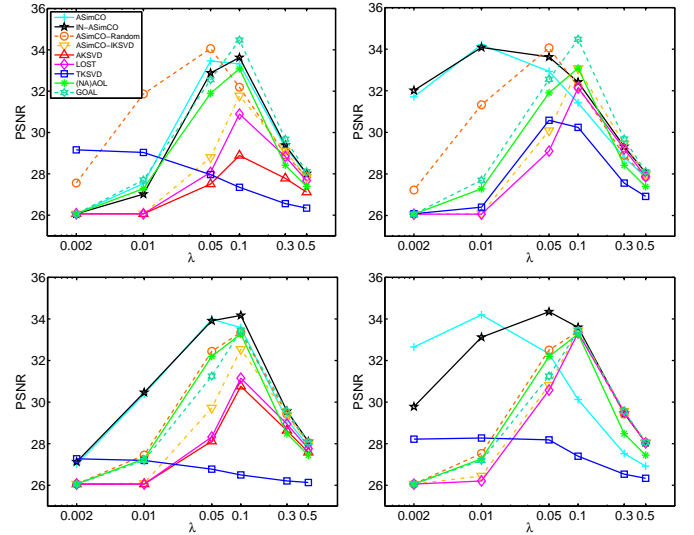 ASimCO
IN-ASimCO
ASimCO-Random
ASimCO-IKSVD
AKSVD
LOST
TKSVD
(NA)AOL
GOAL
PSNR
36
34
32
30
28
26
0.002 0.01 0.05 0.1 0.3 0.5
λ
PSNR
36
34
32
30
28
26
0.002 0.01 0.05 0.1 0.3 0.5
λ
PSNR
36
34
32
30
28
26
0.002 0.01 0.05 0.1 0.3 0.5
λ
PSNR
36
34
32
30
28
26
0.002 0.01 0.05 0.1 0.3 0.5
λ